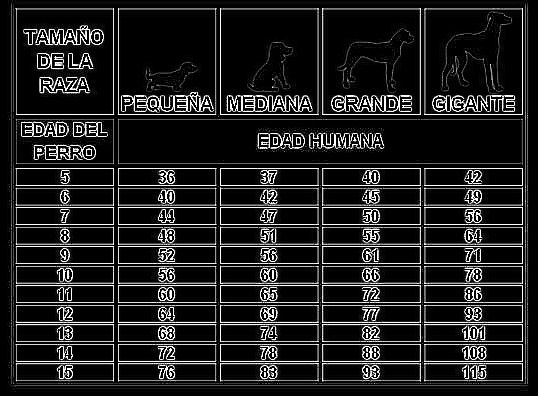 TAMAÑO
DE LA
RAZA
PEQUEÑA MEDIANA GRANDE GIGANTE
EDAD DEL
PERRO
EDAD HUMANA
5 36 37 40 42
6 40 42 45 49
7 44 47 50 56
8 48 51 55 64
9 52 56 61 71
10 56 60 66 78
11 60 65 72 86
12 64 69 77 93
13 68 74 82 101
14 72 78 88 108
15 76 83 93 115